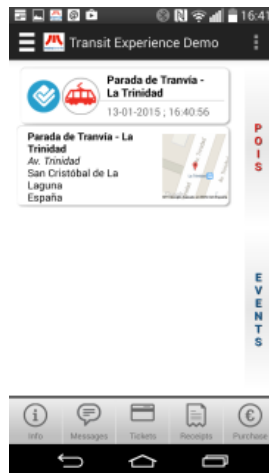 16:41
Transit Experience Demo
Parada de Tranvía -
La Trinidad
13-01-2015 ; 16:40:56
Parada de Tranvía - La
Trinidad
Av. Trinidad
San Cristóbal de La
Laguna
España
POIS
EVENTS
Info
Messages
Tickets
Receipts
Purchase